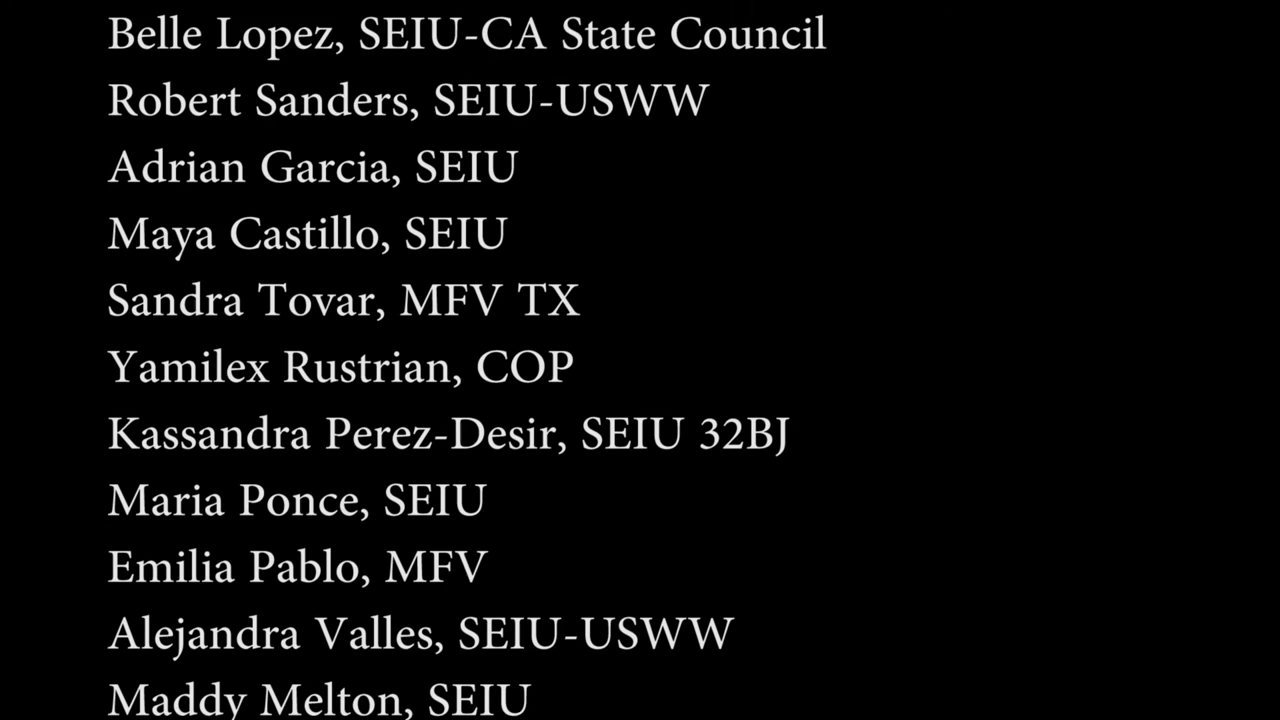 Belle Lopez, SEIU-CA State Council
Robert Sanders, SEIU-USWW
Adrian Garcia, SEIU
Maya Castillo, SEIU
Sandra Tovar, MFV TX
Yamilex Rustrian, COP
Kassandra Perez-Desir, SEIU 32BJ
Maria Ponce, SEIU
Emilia Pablo, MFV
Alejandra Valles, SEIU-USWW
Maddy Melton, SEIU